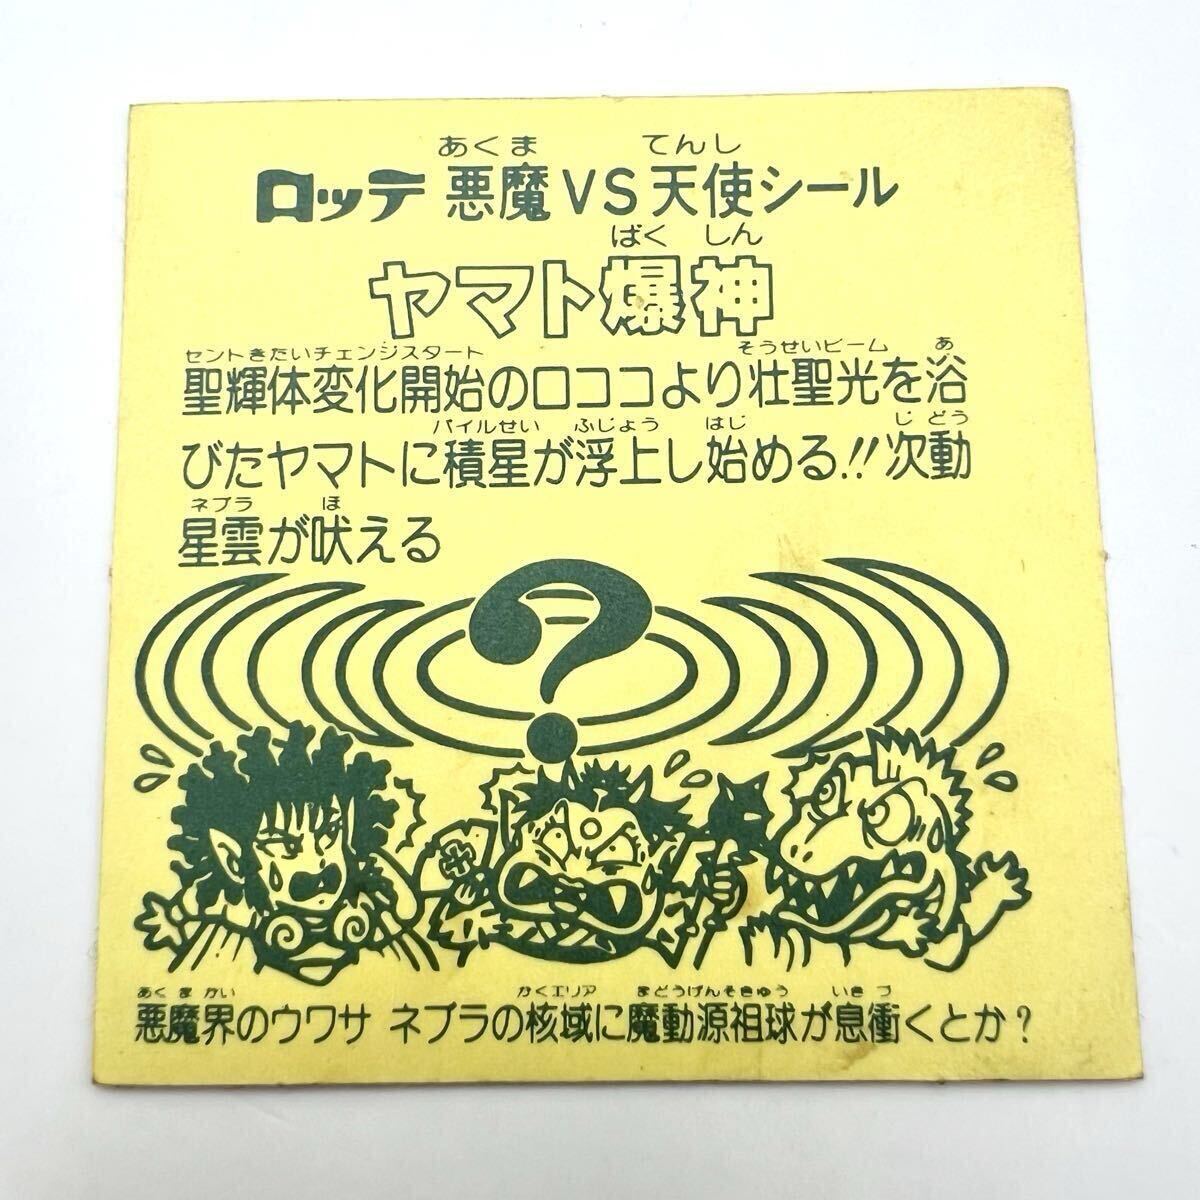 あくま てんし
ロッテ 悪魔VS天使シール
ばく しん
ヤマト爆神
セントきたいチェンジスタート そうせいビーム あ
聖輝体変化開始のロココより壮聖光を浴
パイルせい ふじょう はじ じどう
びたヤマトに積星が浮上し始める!!次動
ネブラ ほ
星雲が吠える
?
あくまかい かくエリア まどうげんそきゅう いきづ
悪魔界のウワサ ネブラの核域に魔動源祖球が息衝くとか?